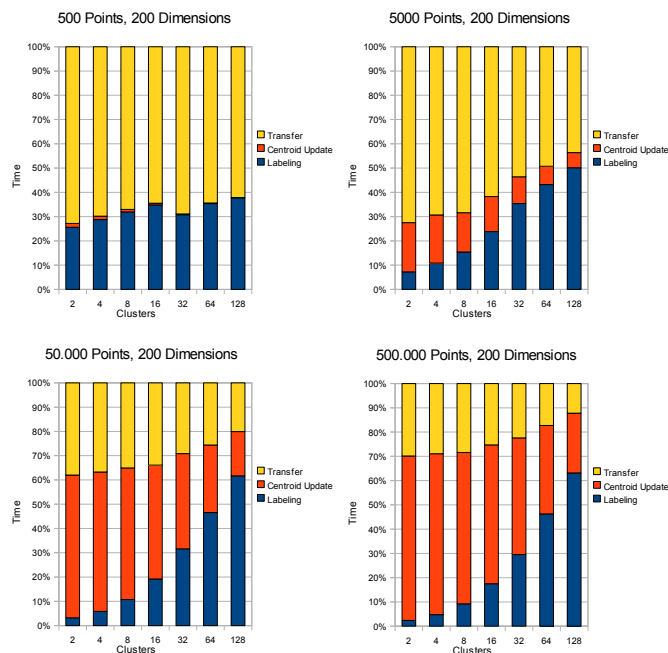 500 Points, 200 Dimensions
100%
90%
80%
70%
60%
50%
40%
30%
20%
10%
0%
Time
2 4 8 16 32 64 128
Clusters
Transfer
Centroid Update
Labeling
5000 Points, 200 Dimensions
100%
90%
80%
70%
60%
50%
40%
30%
20%
10%
0%
Time
2 4 8 16 32 64 128
Clusters
Transfer
Centroid Update
Labeling
50.000 Points, 200 Dimensions
100%
90%
80%
70%
60%
50%
40%
30%
20%
10%
0%
Time
2 4 8 16 32 64 128
Clusters
Transfer
Centroid Update
Labeling
500.000 Points, 200 Dimensions
100%
90%
80%
70%
60%
50%
40%
30%
20%
10%
0%
Time
2 4 8 16 32 64 128
Clusters
Transfer
Centroid Update
Labeling